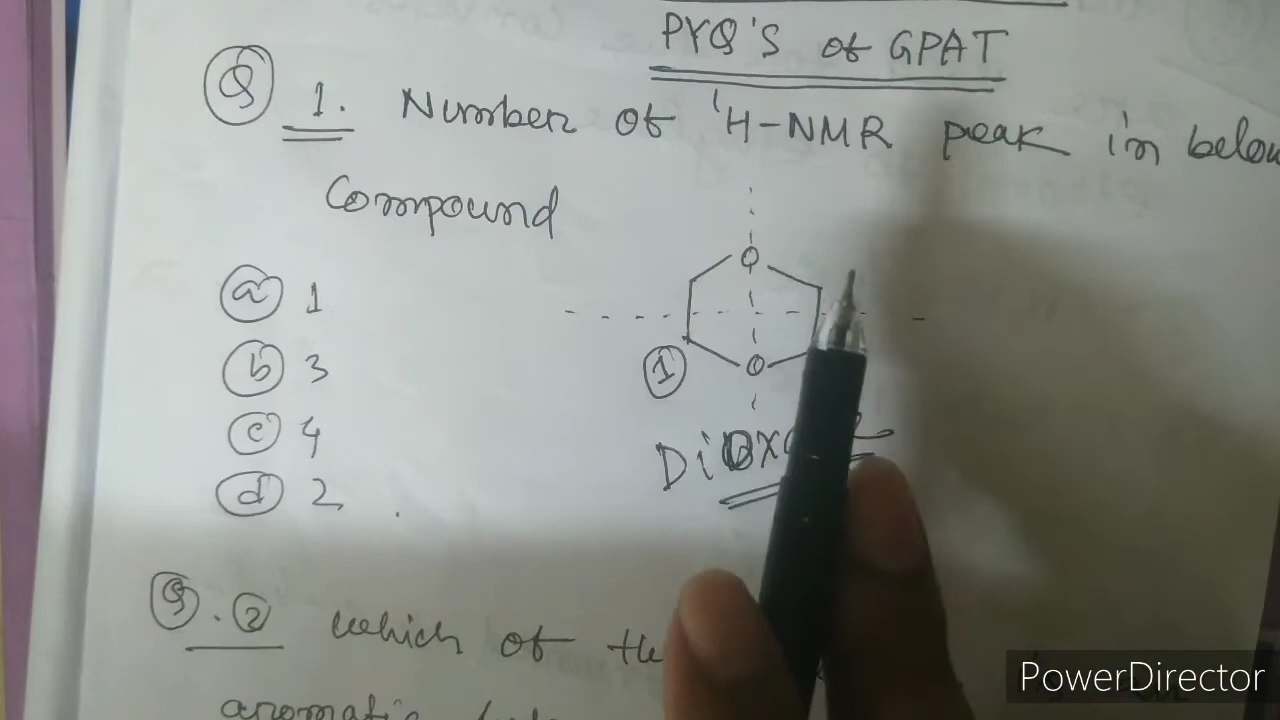 PYQ'S of GPAT
Q 1. Number of ¹H-NMR peak in below
Compound
a 1
b 3
c 4
d 2
O
O
1
Q. 2 which of the
PowerDirector